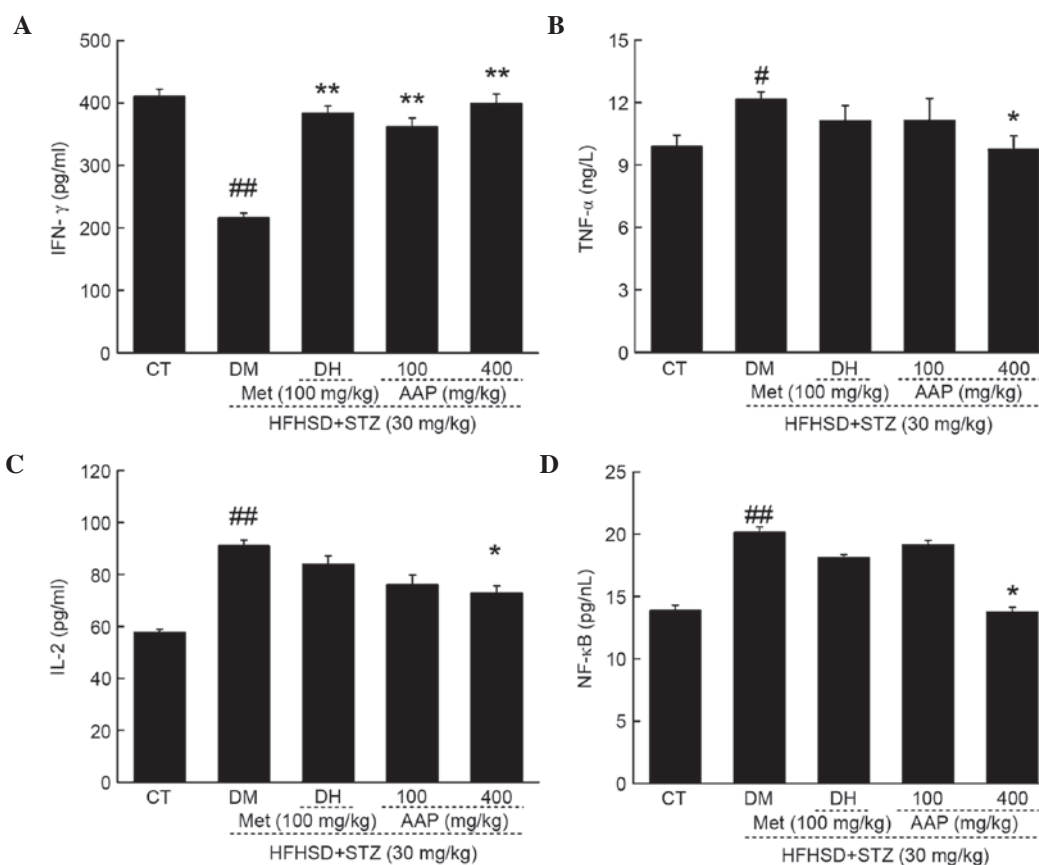 A
500
400
300
200
100
0
IFN- γ (pg/ml)
##
**
**
**
CT DM DH 100 400
Met (100 mg/kg) AAP (mg/kg)
HFHSD+STZ (30 mg/kg)
B
15
12
9
6
3
0
TNF-α (ng/L)
#
*
CT DM DH 100 400
Met (100 mg/kg) AAP (mg/kg)
HFHSD+STZ (30 mg/kg)
C
120
100
80
60
40
20
0
IL-2 (pg/ml)
##
*
CT DM DH 100 400
Met (100 mg/kg) AAP (mg/kg)
HFHSD+STZ (30 mg/kg)
D
25
20
15
10
5
0
NF-κB (pg/nL)
##
*
CT DM DH 100 400
Met (100 mg/kg) AAP (mg/kg)
HFHSD+STZ (30 mg/kg)